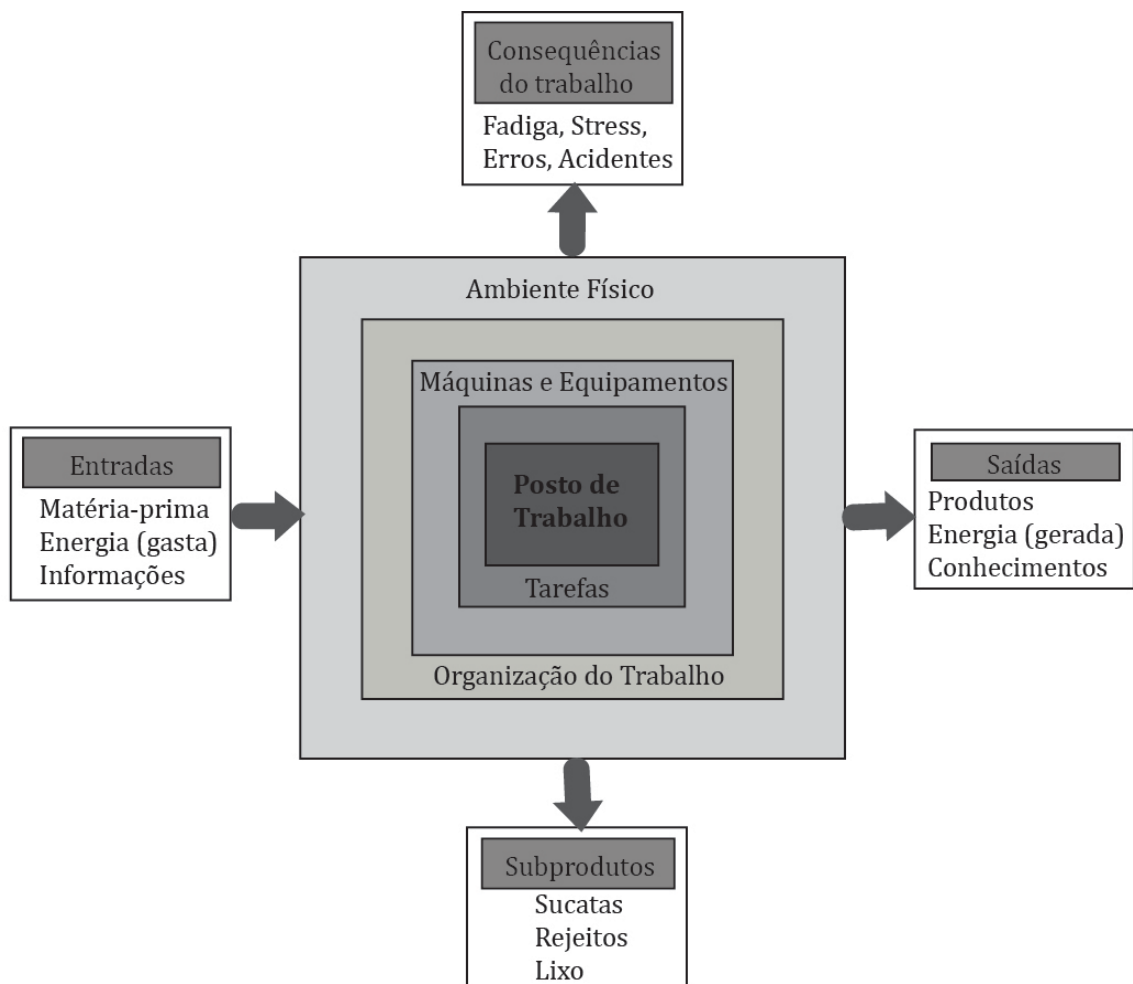 Consequências
do trabalho
Fadiga, Stress,
Erros, Acidentes
Ambiente Físico
Máquinas e Equipamentos
Posto de
Trabalho
Tarefas
Organização do Trabalho
Entradas
Matéria-prima
Energia (gasta)
Informações
Saídas
Produtos
Energia (gerada)
Conhecimentos
Subprodutos
Sucatas
Rejeitos
Lixo